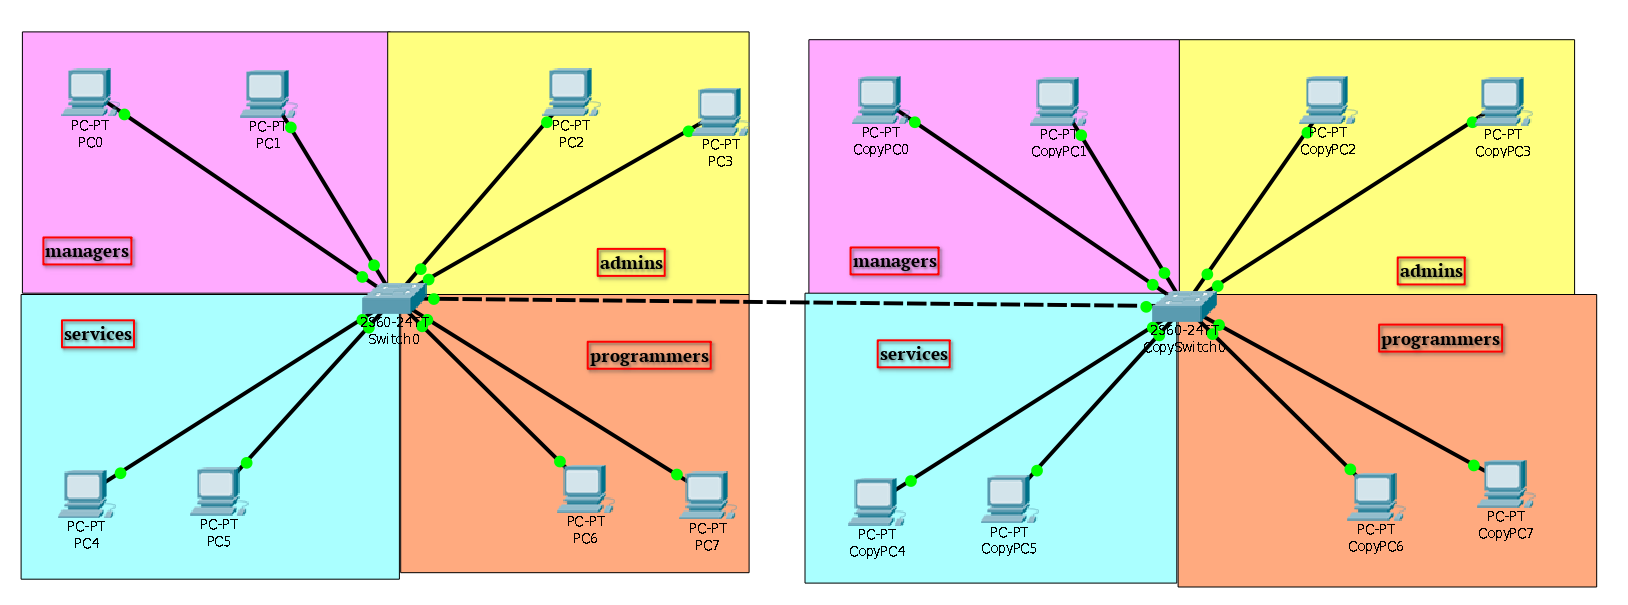 PC-PT
PC0
PC-PT
PC1
PC-PT
PC2
PC-PT
PC3
managers
admins
2960-24TT
Switch0
services
programmers
PC-PT
PC4
PC-PT
PC5
PC-PT
PC6
PC-PT
PC7
PC-PT
CopyPC0
PC-PT
CopyPC1
PC-PT
CopyPC2
PC-PT
CopyPC3
managers
admins
2960-24TT
CopySwitch0
services
programmers
PC-PT
CopyPC4
PC-PT
CopyPC5
PC-PT
CopyPC6
PC-PT
CopyPC7